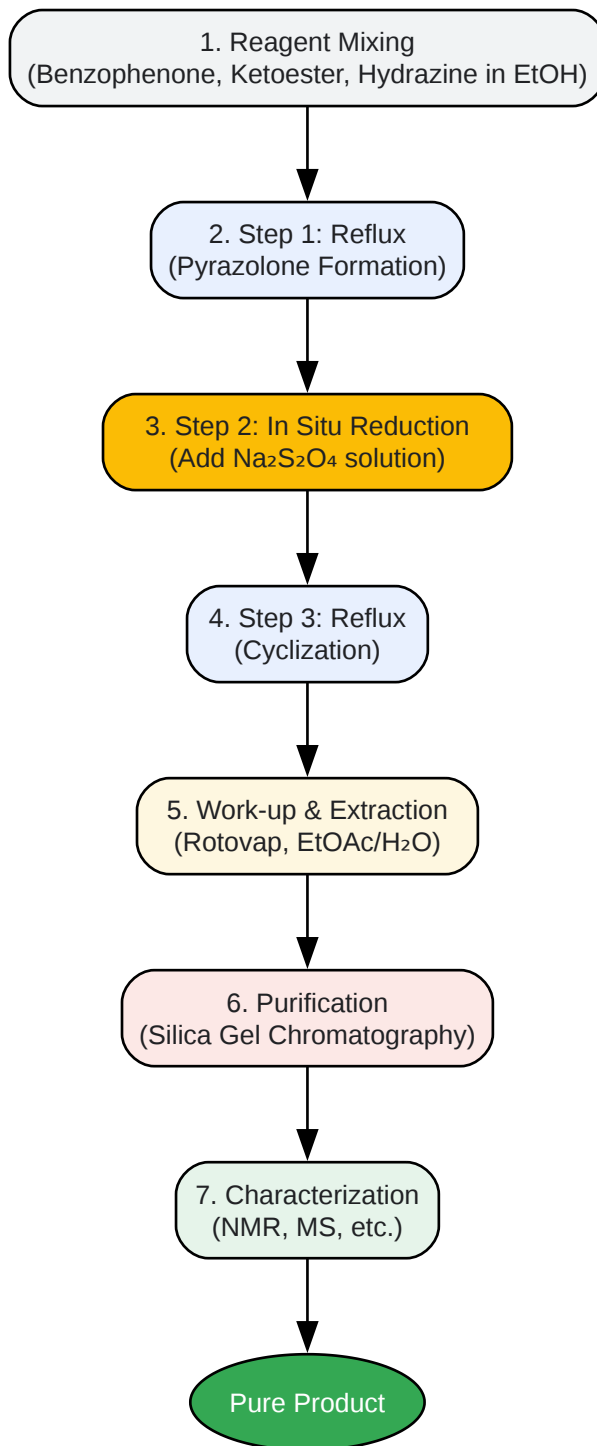 1. Reagent Mixing
(Benzophenone, Ketoester, Hydrazine in EtOH)
2. Step 1: Reflux
(Pyrazolone Formation)
3. Step 2: In Situ Reduction
(Add Na₂S₂O₄ solution)
4. Step 3: Reflux
(Cyclization)
5. Work-up & Extraction
(Rotovap, EtOAc/H₂O)
6. Purification
(Silica Gel Chromatography)
7. Characterization
(NMR, MS, etc.)
Pure Product